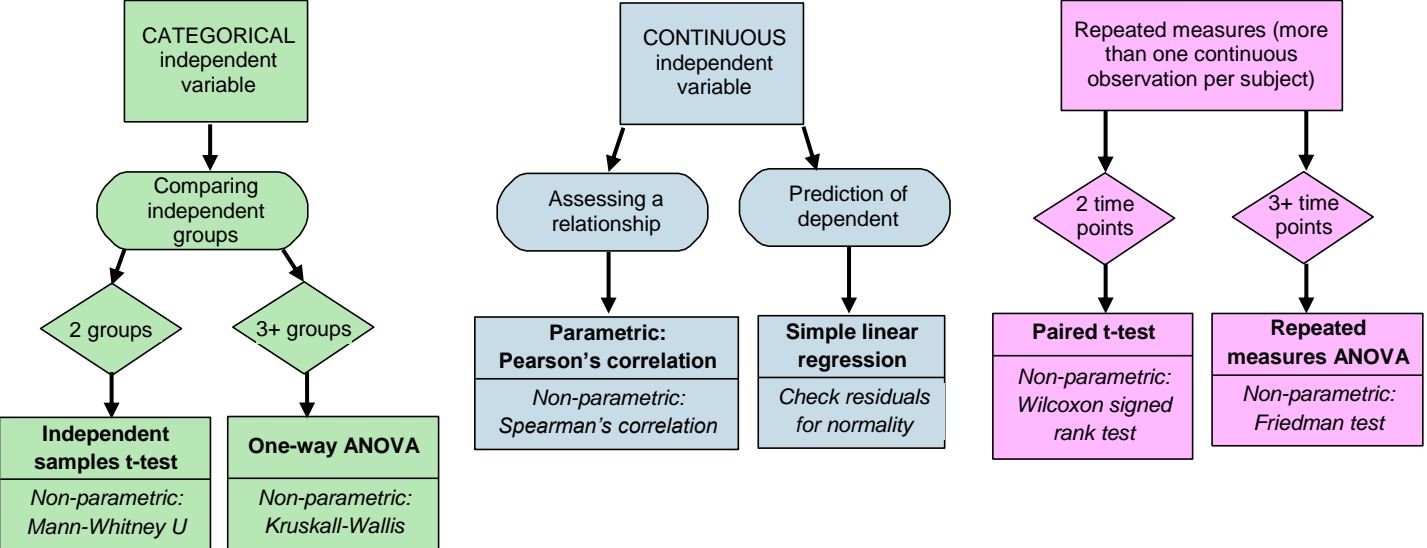 CATEGORICAL
independent
variable
Comparing
independent
groups
2 groups
3+ groups
Independent
samples t-test
Non-parametric:
Mann-Whitney U
One-way ANOVA
Non-parametric:
Kruskall-Wallis
CONTINUOUS
independent
variable
Assessing a
relationship
Prediction of
dependent
Parametric:
Pearson’s correlation
Non-parametric:
Spearman’s correlation
Simple linear
regression
Check residuals
for normality
Repeated measures (more
than one continuous
observation per subject)
2 time
points
3+ time
points
Paired t-test
Non-parametric:
Wilcoxon signed
rank test
Repeated
measures ANOVA
Non-parametric:
Friedman test